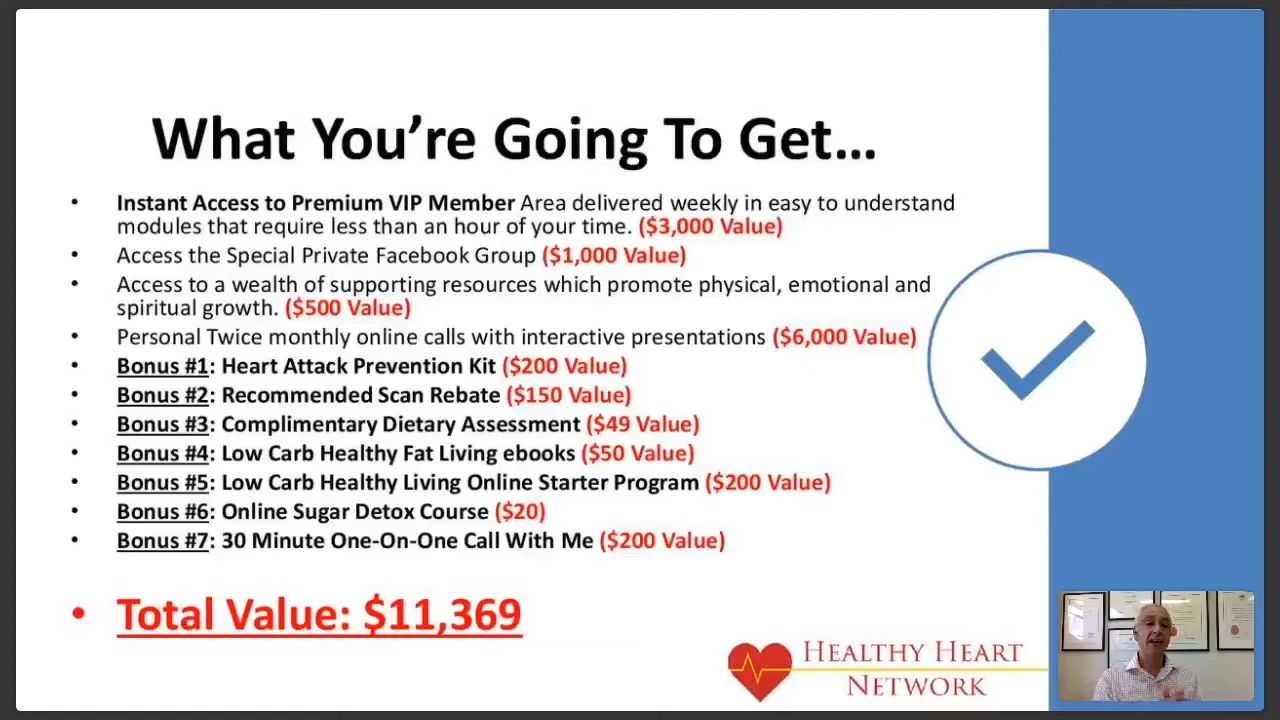 What You're Going To Get...
• Instant Access to Premium VIP Member Area delivered weekly in easy to understand
modules that require less than an hour of your time. ($3,000 Value)
• Access the Special Private Facebook Group ($1,000 Value)
• Access to a wealth of supporting resources which promote physical, emotional and
spiritual growth. ($500 Value)
• Personal Twice monthly online calls with interactive presentations ($6,000 Value)
• Bonus #1: Heart Attack Prevention Kit ($200 Value)
• Bonus #2: Recommended Scan Rebate ($150 Value)
• Bonus #3: Complimentary Dietary Assessment ($49 Value)
• Bonus #4: Low Carb Healthy Fat Living ebooks ($50 Value)
• Bonus #5: Low Carb Healthy Living Online Starter Program ($200 Value)
• Bonus #6: Online Sugar Detox Course ($20)
• Bonus #7: 30 Minute One-On-One Call With Me ($200 Value)
• Total Value: $11,369
HEALTHY HEART
NETWORK